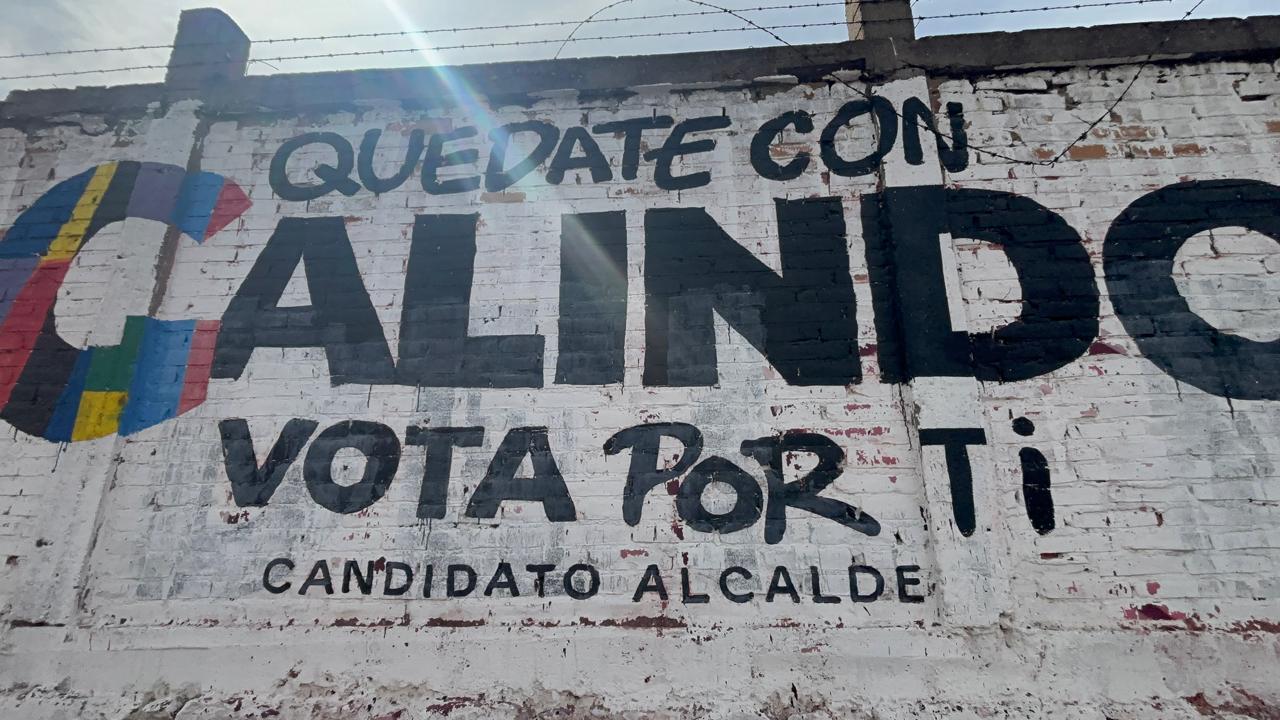 QUEDATE CON
GALINDO
VOTA POR Ti
CANDIDATO ALCALDE